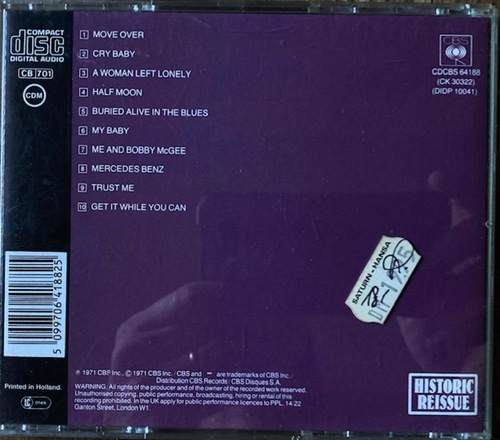 COMPACT
disc
DIGITAL AUDIO
CB 701
CDM
1 MOVE OVER
2 CRY BABY
3 A WOMAN LEFT LONELY
4 HALF MOON
5 BURIED ALIVE IN THE BLUES
6 MY BABY
7 ME AND BOBBY McGEE
8 MERCEDES BENZ
9 TRUST ME
10 GET IT WHILE YOU CAN
CBS
CDCBS 64188
(CK 30322)
(DIDP 10041)
SATURN-HANSA
18.-
5 099706 418825
Printed in Holland.
℗ 1971 CBS Inc., © 1971 CBS Inc. / CBS and are trademarks of CBS Inc.
Distribution CBS Records / CBS Disques S.A.
WARNING. All rights of the producer and of the owner of the recorded work reserved.
Unauthorised copying, public performance, broadcasting, hiring or rental of this
recording prohibited. In the UK apply for public performance licences to PPL, 14-22
Ganton Street, London W1.
HISTORIC
REISSUE